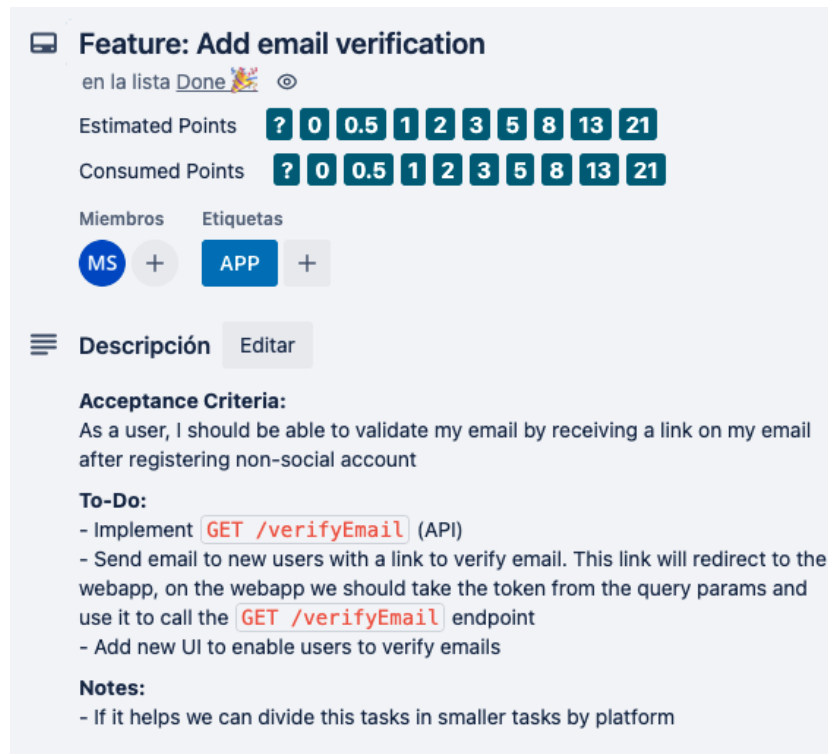 Feature: Add email verification
en la lista Done 🎉
Estimated Points ? 0 0.5 1 2 3 5 8 13 21
Consumed Points ? 0 0.5 1 2 3 5 8 13 21
Miembros Etiquetas
MS + APP +
Descripción Editar
Acceptance Criteria:
As a user, I should be able to validate my email by receiving a link on my email
after registering non-social account
To-Do:
- Implement GET /verifyEmail (API)
- Send email to new users with a link to verify email. This link will redirect to the
webapp, on the webapp we should take the token from the query params and
use it to call the GET /verifyEmail endpoint
- Add new UI to enable users to verify emails
Notes:
- If it helps we can divide this tasks in smaller tasks by platform